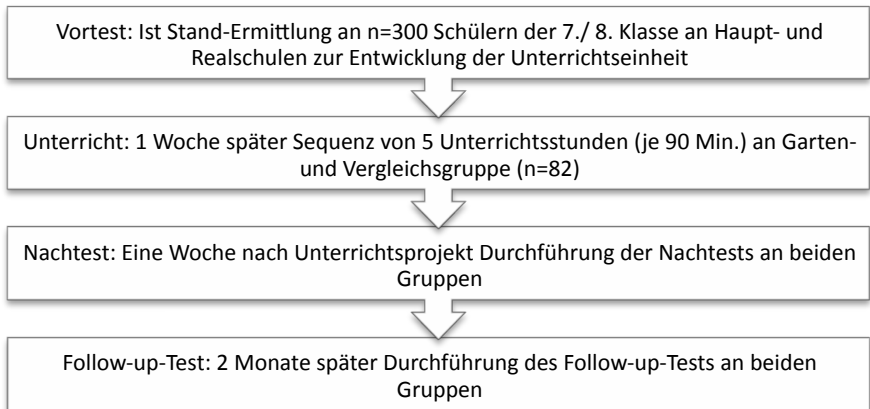 Vortest: Ist Stand-Ermittlung an n=300 Schülern der 7./ 8. Klasse an Haupt- und
Realschulen zur Entwicklung der Unterrichtseinheit
Unterricht: 1 Woche später Sequenz von 5 Unterrichtsstunden (je 90 Min.) an Garten-
und Vergleichsgruppe (n=82)
Nachtest: Eine Woche nach Unterrichtsprojekt Durchführung der Nachtests an beiden
Gruppen
Follow-up-Test: 2 Monate später Durchführung des Follow-up-Tests an beiden
Gruppen